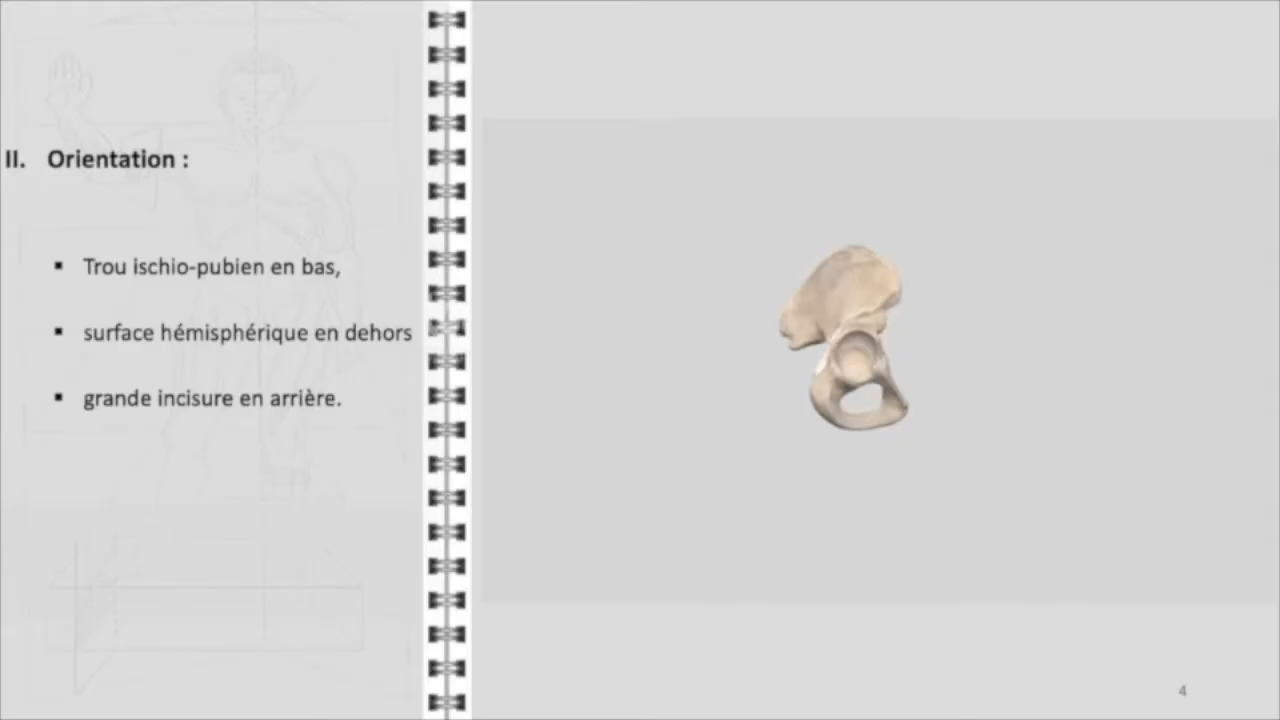 II. Orientation :
▪ Trou ischio-pubien en bas,
▪ surface hémisphérique en dehors
▪ grande incisure en arrière.
4